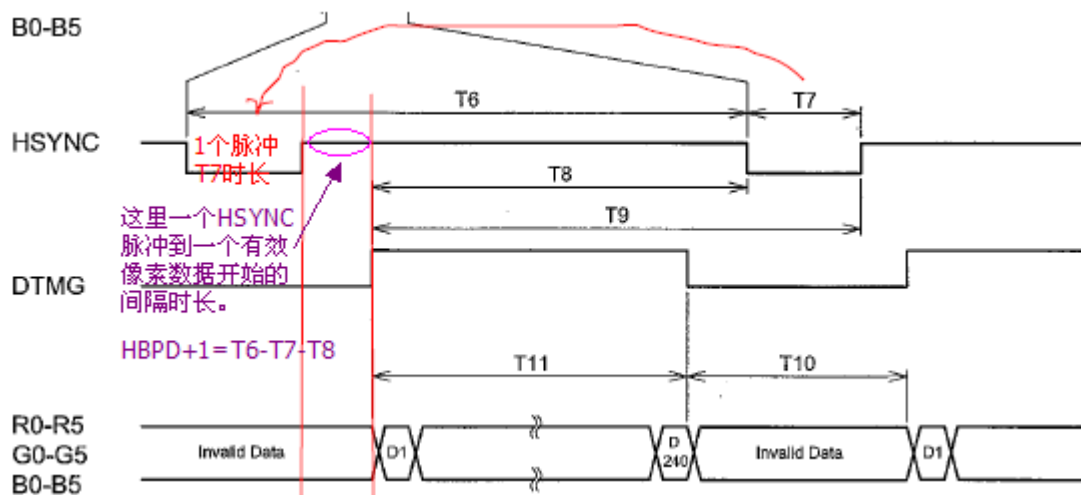 B0-B5
T6
T7
HSYNC
1个脉冲
T7时长
T8
这里一个HSYNC
脉冲到一个有效
像素数据开始的
间隔时长。
T9
DTMG
HBPD+1=T6-T7-T8
T11
T10
R0-R5
G0-G5
B0-B5
Invalid Data
D1
D
240
Invalid Data
D1